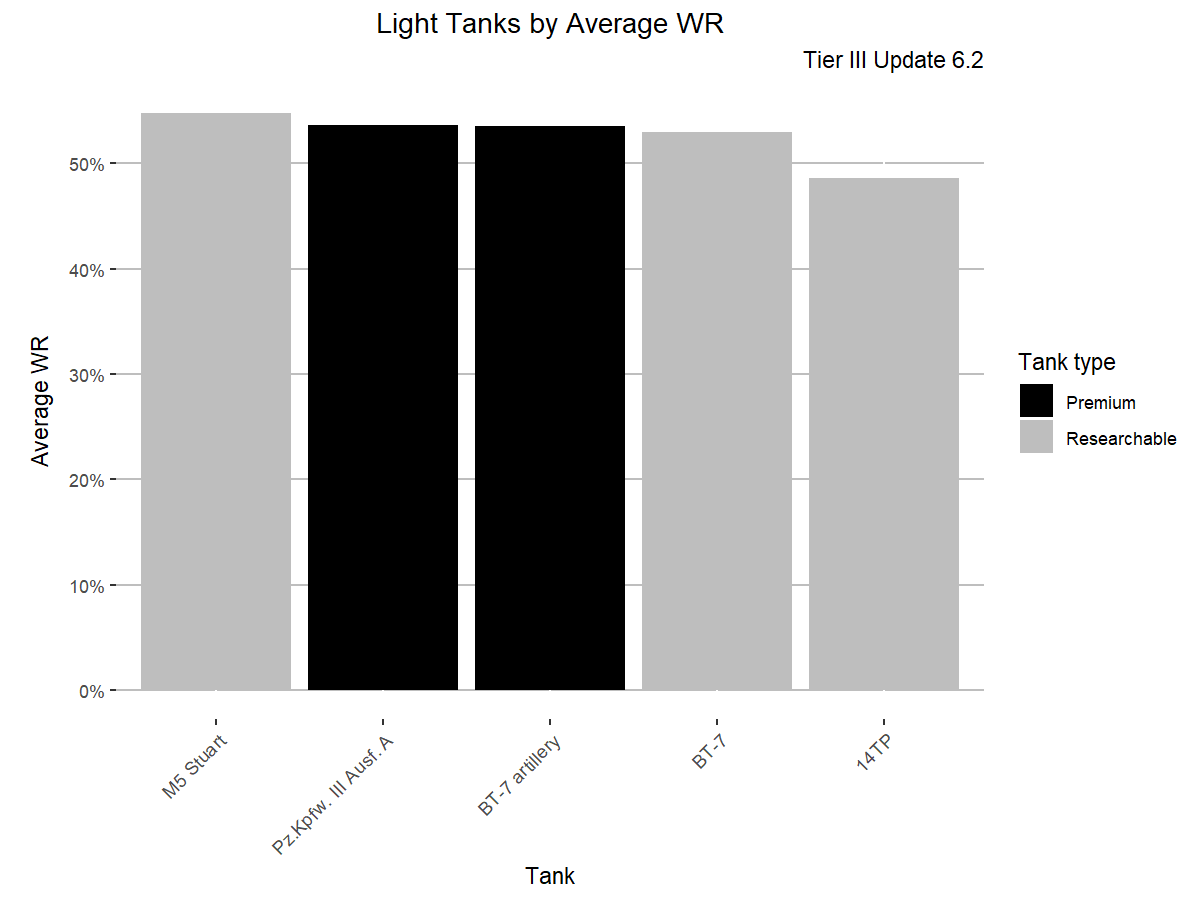 Light Tanks by Average WR
Tier III Update 6.2
Average WR
50%
40%
30%
20%
10%
0%
M5 Stuart
Pz.Kpfw. III Ausf. A
BT-7 artillery
BT-7
14TP
Tank
Tank type
Premium
Researchable